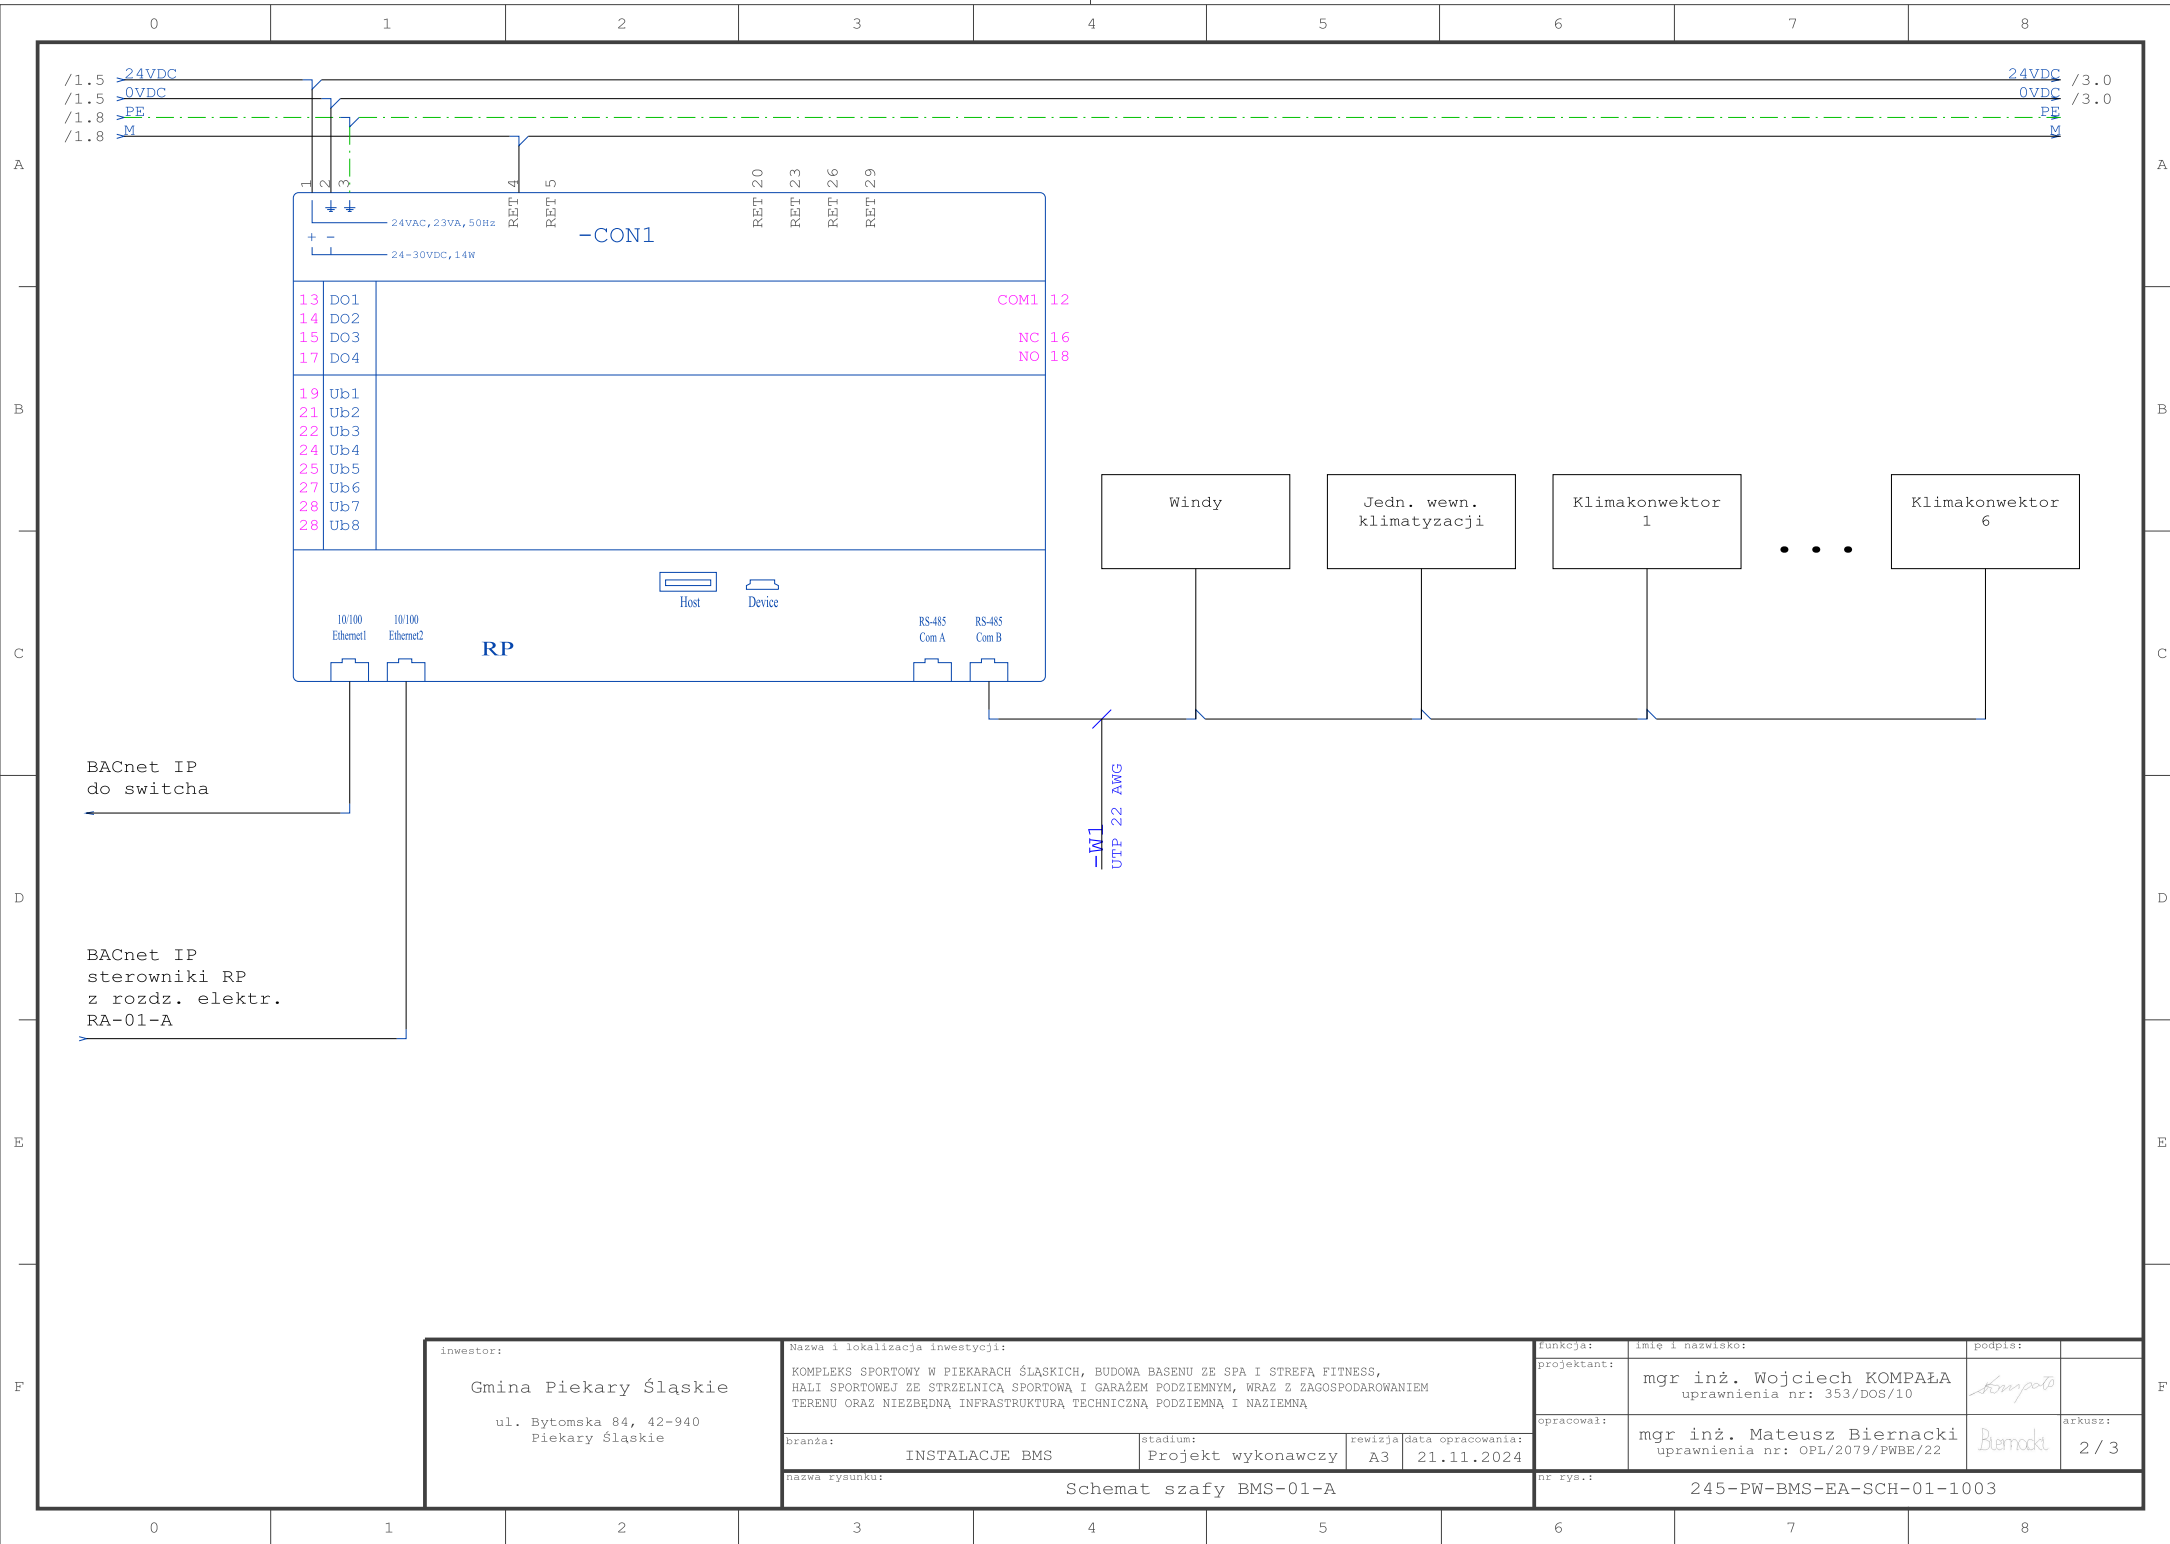 0 1 2 3 4 5 6 7 8
/1.5 24VDC 24VDC /3.0
/1.5 0VDC 0VDC /3.0
/1.8 PE PE
/1.8 M M
A A
1 2 3 RET 4 RET 5 RET 20 RET 23 RET 26 RET 29
24VAC,23VA,50Hz
+ -
-CON1
24-30VDC,14W
13 DO1 COM1 12
14 DO2
15 DO3 NC 16
17 DO4 NO 18
19 Ub1
B 21 Ub2 B
22 Ub3
24 Ub4
25 Ub5
27 Ub6
28 Ub7
28 Ub8
Windy
Jedn. wewn.
klimatyzacji
Klimakonwektor
1
Klimakonwektor
6
Host Device
10/100
Ethernet1
10/100
Ethernet2
RP
RS-485
Com A
RS-485
Com B
C C
BACnet IP
do switcha
-W1
UTP 22 AWG
D D
BACnet IP
sterowniki RP
z rozdz. elektr.
RA-01-A
E E
F F
inwestor:
Gmina Piekary Śląskie
ul. Bytomska 84, 42-940
Piekary Śląskie
Nazwa i lokalizacja inwestycji:
KOMPLEKS SPORTOWY W PIEKARACH ŚLĄSKICH, BUDOWA BASENU ZE SPA I STREFĄ FITNESS,
HALI SPORTOWEJ ZE STRZELNICĄ SPORTOWĄ I GARAŻEM PODZIEMNYM, WRAZ Z ZAGOSPODAROWANIEM
TERENU ORAZ NIEZBĘDNĄ INFRASTRUKTURĄ TECHNICZNĄ PODZIEMNĄ I NAZIEMNĄ
branża:
INSTALACJE BMS
stadium:
Projekt wykonawczy
rewizja
A3
data opracowania:
21.11.2024
nazwa rysunku:
Schemat szafy BMS-01-A
funkcja: imię i nazwisko: podpis:
projektant:
mgr inż. Wojciech KOMPAŁA
uprawnienia nr: 353/DOS/10
Kompała
opracował:
mgr inż. Mateusz Biernacki
uprawnienia nr: OPL/2079/PWBE/22
Biernacki
arkusz:
2/3
nr rys.:
245-PW-BMS-EA-SCH-01-1003
0 1 2 3 4 5 6 7 8